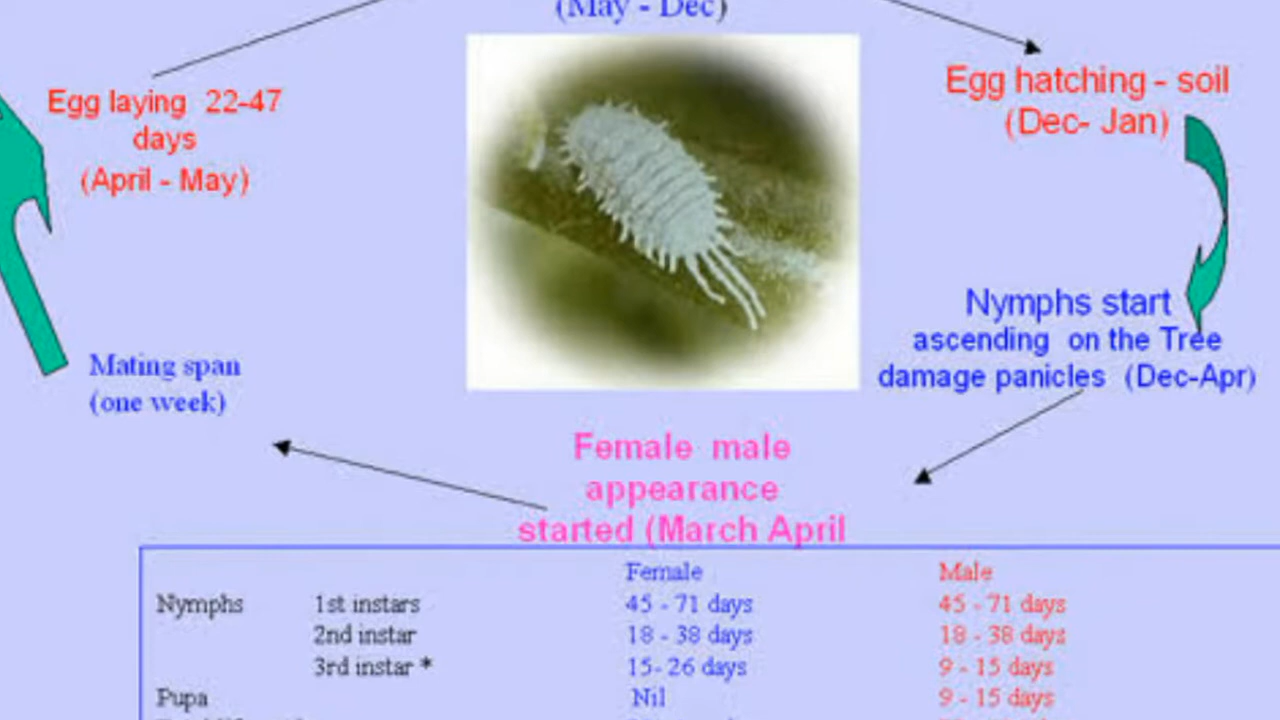 (May - Dec)
Egg laying 22-47
days
(April - May)
Egg hatching - soil
(Dec- Jan)
Nymphs start
ascending on the Tree
damage panicles (Dec-Apr)
Mating span
(one week)
Female male
appearance
started (March April
Female Male
Nymphs 1st instars 45 - 71 days 45 - 71 days
2nd instar 18 - 38 days 18 - 38 days
3rd instar * 15- 26 days 9 - 15 days
Pupa Nil 9 - 15 days